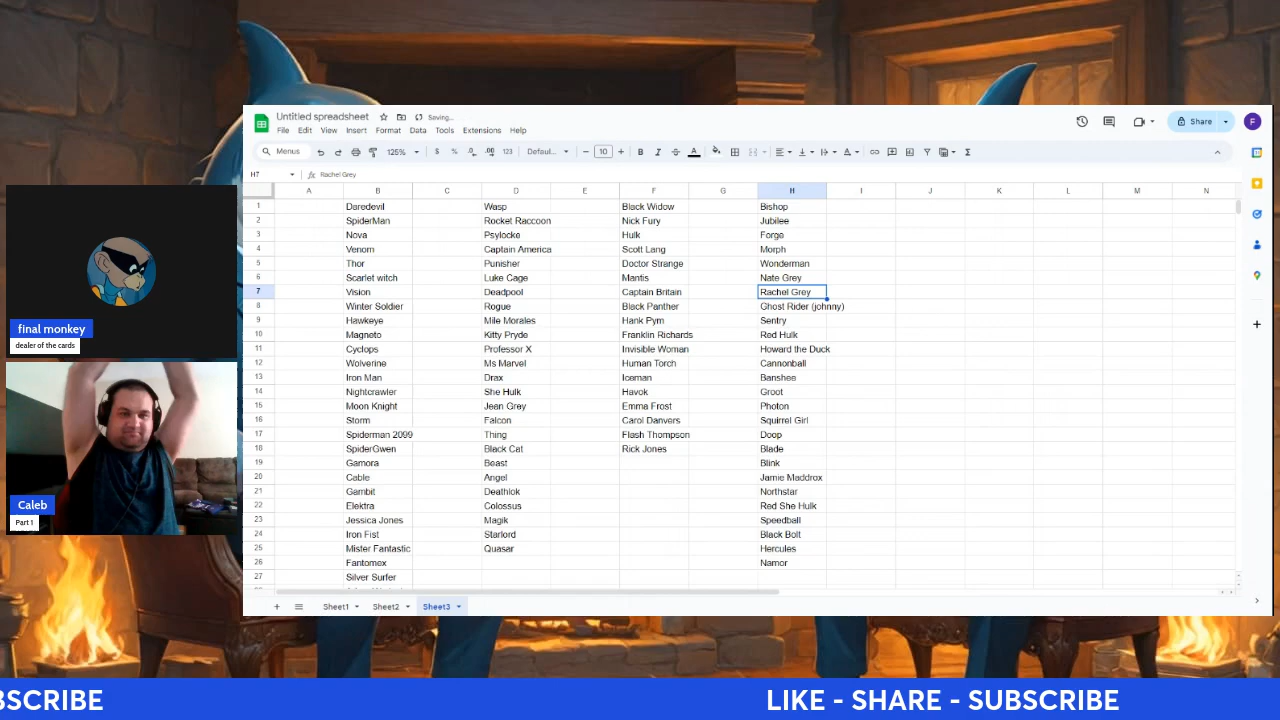 Untitled spreadsheet Saving...
File Edit View Insert Format Data Tools Extensions Help
Share
F
Menus 125% $ % .0 .00 123 Defaul... 10 B I A
H7 Rachel Grey
A B C D E F G H I J K L M N
1 Daredevil Wasp Black Widow Bishop
2 SpiderMan Rocket Raccoon Nick Fury Jubilee
3 Nova Psylocke Hulk Forge
4 Venom Captain America Scott Lang Morph
5 Thor Punisher Doctor Strange Wonderman
6 Scarlet witch Luke Cage Mantis Nate Grey
7 Vision Deadpool Captain Britain Rachel Grey
8 Winter Soldier Rogue Black Panther Ghost Rider (johnny)
9 Hawkeye Mile Morales Hank Pym Sentry
10 Magneto Kitty Pryde Franklin Richards Red Hulk
11 Cyclops Professor X Invisible Woman Howard the Duck
12 Wolverine Ms Marvel Human Torch Cannonball
13 Iron Man Drax Iceman Banshee
14 Nightcrawler She Hulk Havok Groot
15 Moon Knight Jean Grey Emma Frost Photon
16 Storm Falcon Carol Danvers Squirrel Girl
17 Spiderman 2099 Thing Flash Thompson Doop
18 SpiderGwen Black Cat Rick Jones Blade
19 Gamora Beast Blink
20 Cable Angel Jamie Maddrox
21 Gambit Deathlok Northstar
22 Elektra Colossus Red She Hulk
23 Jessica Jones Magik Speedball
24 Iron Fist Starlord Black Bolt
25 Mister Fantastic Quasar Hercules
26 Fantomex Namor
27 Silver Surfer
Sheet1 Sheet2 Sheet3
final monkey
dealer of the cards
Caleb
Part 1
BSCRIBE LIKE - SHARE - SUBSCRIBE